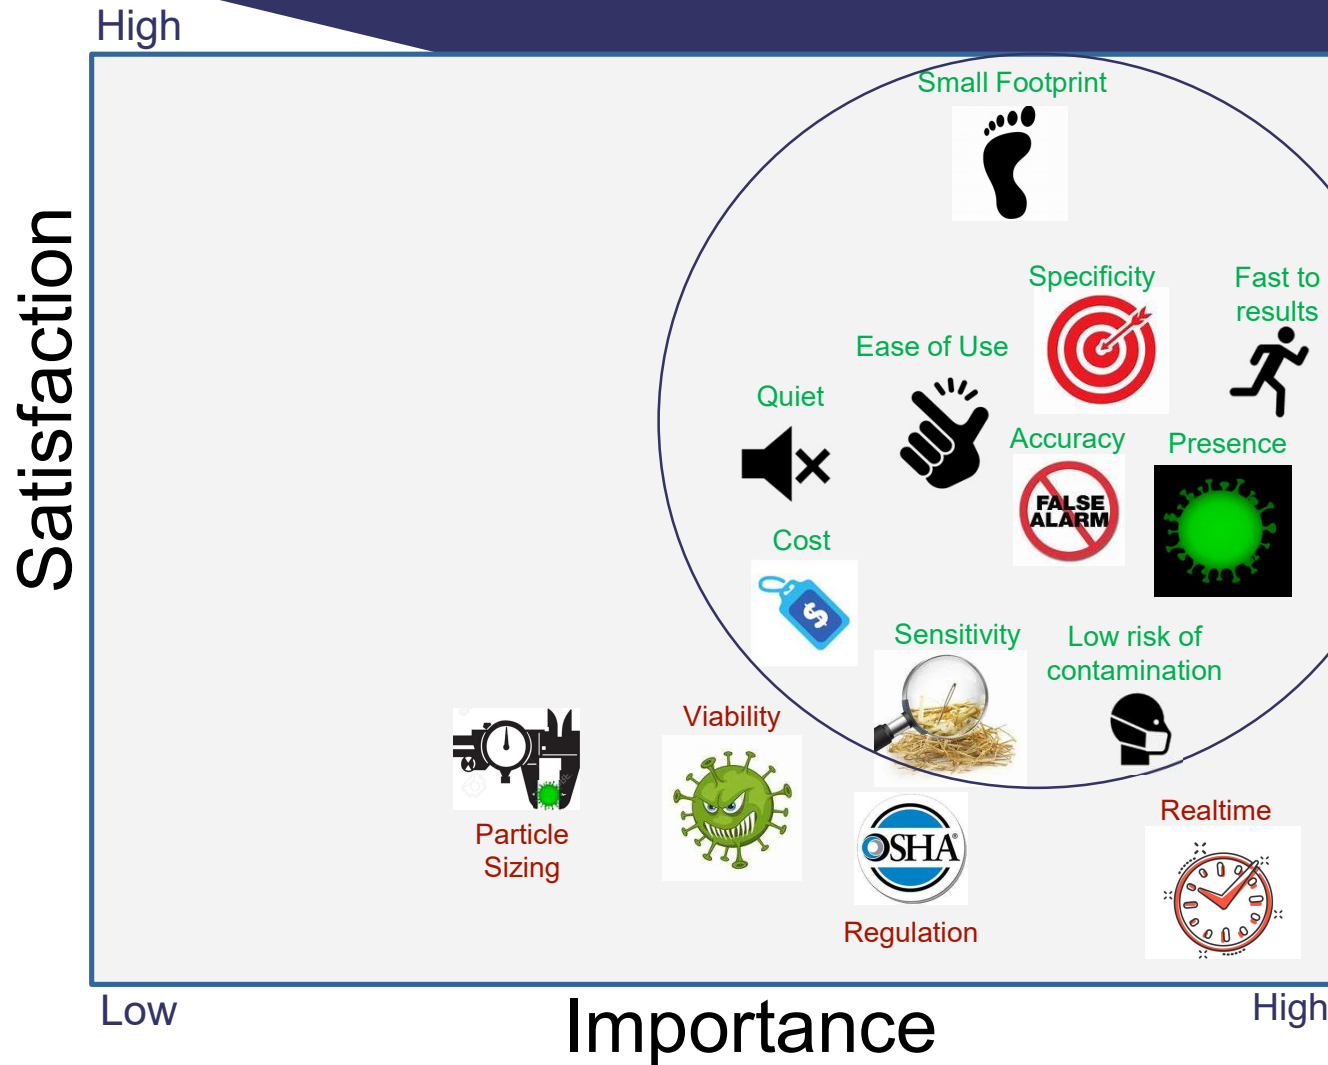 High
Small Footprint
Specificity
Fast to
results
Ease of Use
Quiet
Accuracy
Presence
FALSE
ALARM
Cost
$
Sensitivity
Low risk of
contamination
Viability
Particle
Sizing
Realtime
OSHA®
Regulation
Satisfaction
Low
Importance
High